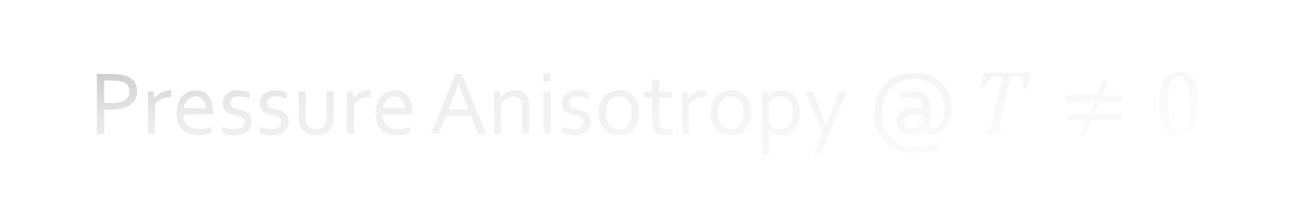 Pressure Anisotropy @ T ≠ 0